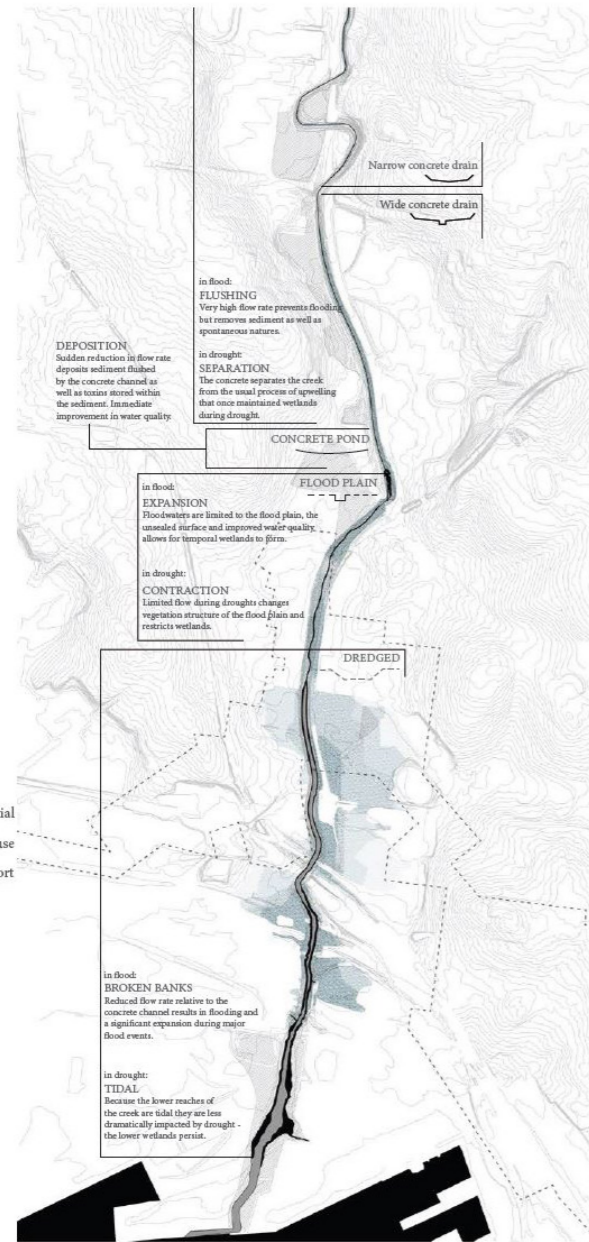 Narrow concrete drain
Wide concrete drain
in flood:
FLUSHING
Very high flow rate prevents flooding
but removes sediment as well as
spontaneous natures.
in drought:
SEPARATION
The concrete separates the creek
from the usual process of upwelling
that once maintained wetlands
during drought.
DEPOSITION
Sudden reduction in flow rate
deposits sediment flushed
by the concrete channel as
well as toxins stored within
the sediment. Immediate
improvement in water quality.
CONCRETE POND
FLOOD PLAIN
in flood:
EXPANSION
Floodwaters are limited to the flood plain, the
unsealed surface and improved water quality,
allows for temporal wetlands to form.
in drought:
CONTRACTION
Limited flow during droughts changes
vegetation structure of the flood plain and
restricts wetlands.
DREDGED
ial
use
ort
in flood:
BROKEN BANKS
Reduced flow rate relative to the
concrete channel results in flooding and
a significant expansion during major
flood events.
in drought:
TIDAL
Because the lower reaches of
the creek are tidal they are less
dramatically impacted by drought -
the lower wetlands persist.